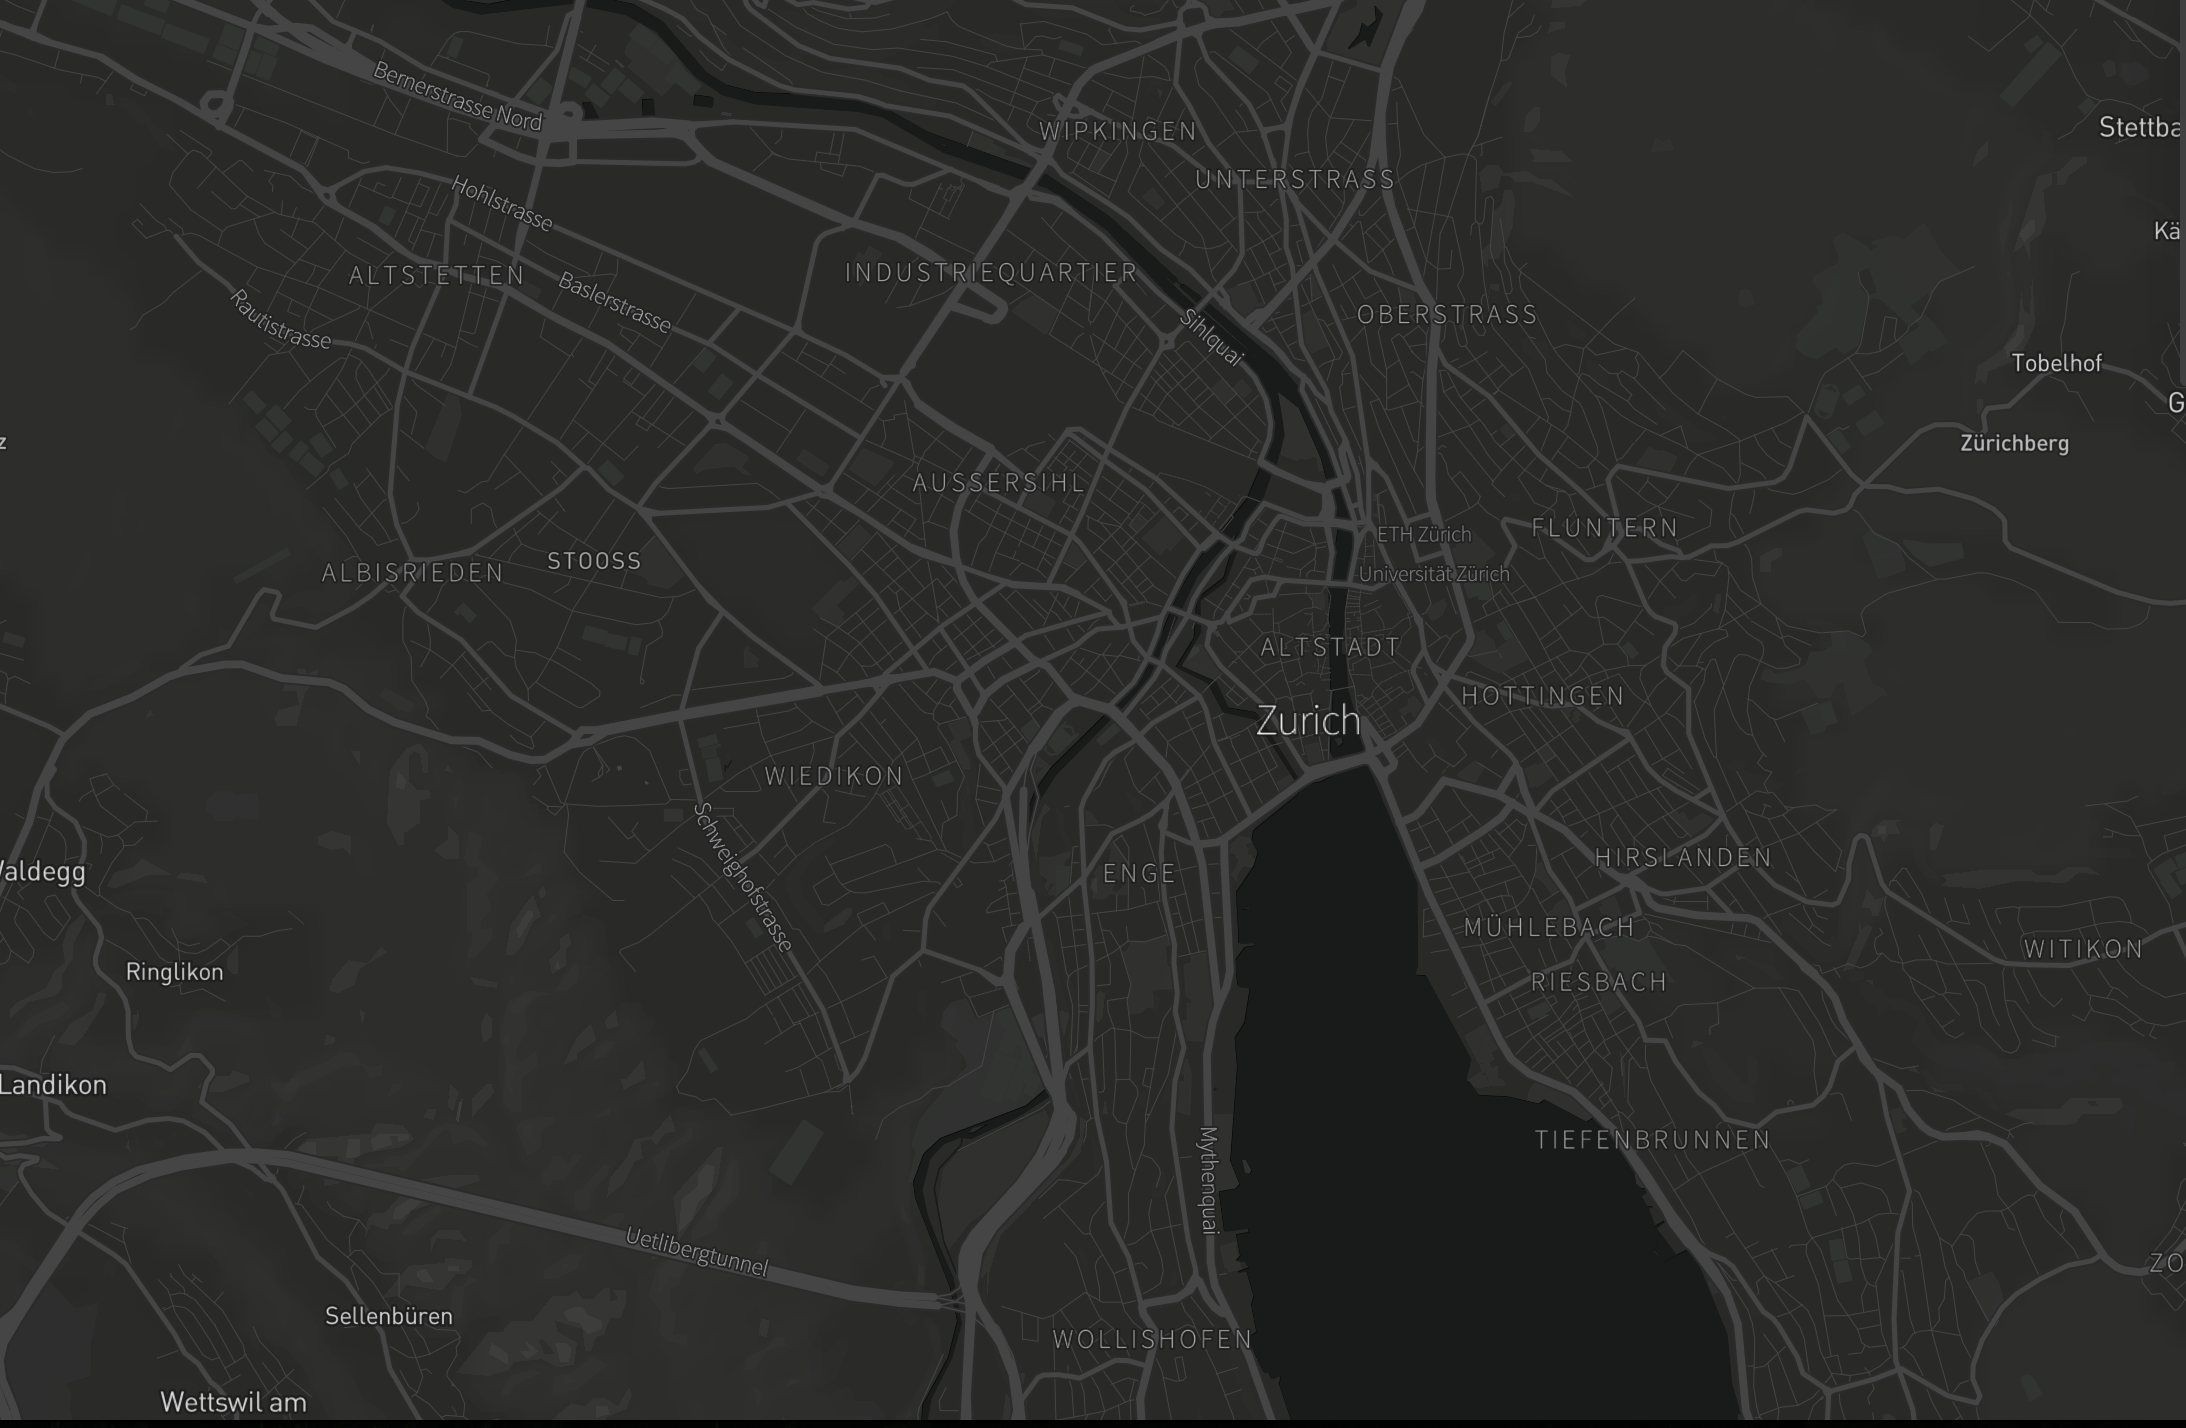 Bernerstrasse Nord
Stettba
WIPKINGEN
UNTERSTRASS
Hohlstrasse
Kä
ALTSTETTEN
INDUSTRIEQUARTIER
Baslerstrasse
Rautistrasse
OBERSTRASS
Sihlquai
Tobelhof
G
z
Zürichberg
AUSSERSIHL
FLUNTERN
ETH Zürich
STOOSS
ALBISRIEDEN
Universität Zürich
ALTSTADT
HOTTINGEN
Zurich
WIEDIKON
HIRSLANDEN
Schweighofstrasse
aldegg
ENGE
MÜHLEBACH
WITIKON
Ringlikon
RIESBACH
Landikon
TIEFENBRUNNEN
Mythenquai
Uetlibergtunnel
ZO
Sellenbüren
WOLLISHOFEN
Wettswil am